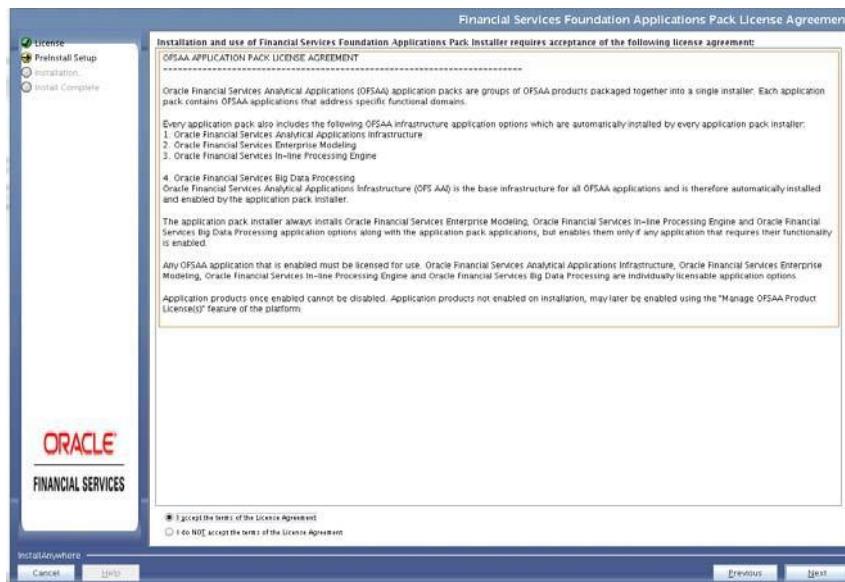 Financial Services Foundation Applications Pack License Agreemen
License
PreInstall Setup
Installation...
Install Complete
Installation and use of Financial Services Foundation Applications Pack Installer requires acceptance of the following license agreement:
OFSAA APPLICATION PACK LICENSE AGREEMENT
------------------------------------------------------------------------
Oracle Financial Services Analytical Applications (OFSAA) application packs are groups of OFSAA products packaged together into a single installer. Each application
pack contains OFSAA applications that address specific functional domains.
Every application pack also includes the following OFSAA infrastructure application options which are automatically installed by every application pack installer:
1. Oracle Financial Services Analytical Applications Infrastructure
2. Oracle Financial Services Enterprise Modeling
3. Oracle Financial Services In-line Processing Engine
4. Oracle Financial Services Big Data Processing
Oracle Financial Services Analytical Applications Infrastructure (OFS AAI) is the base infrastructure for all OFSAA applications and is therefore automatically installed
and enabled by the application pack installer.
The application pack installer always installs Oracle Financial Services Enterprise Modeling, Oracle Financial Services In-line Processing Engine and Oracle Financial
Services Big Data Processing application options along with the application pack applications, but enables them only if any application that requires their functionality
is enabled.
Any OFSAA application that is enabled must be licensed for use. Oracle Financial Services Analytical Applications Infrastructure, Oracle Financial Services Enterprise
Modeling, Oracle Financial Services In-line Processing Engine and Oracle Financial Services Big Data Processing are individually licensable application options.
Application products once enabled cannot be disabled. Application products not enabled on installation, may later be enabled using the "Manage OFSAA Product
License(s)" feature of the platform.
ORACLE
FINANCIAL SERVICES
I accept the terms of the License Agreement
I do NOT accept the terms of the License Agreement
InstallAnywhere
Cancel
Help
Previous
Next